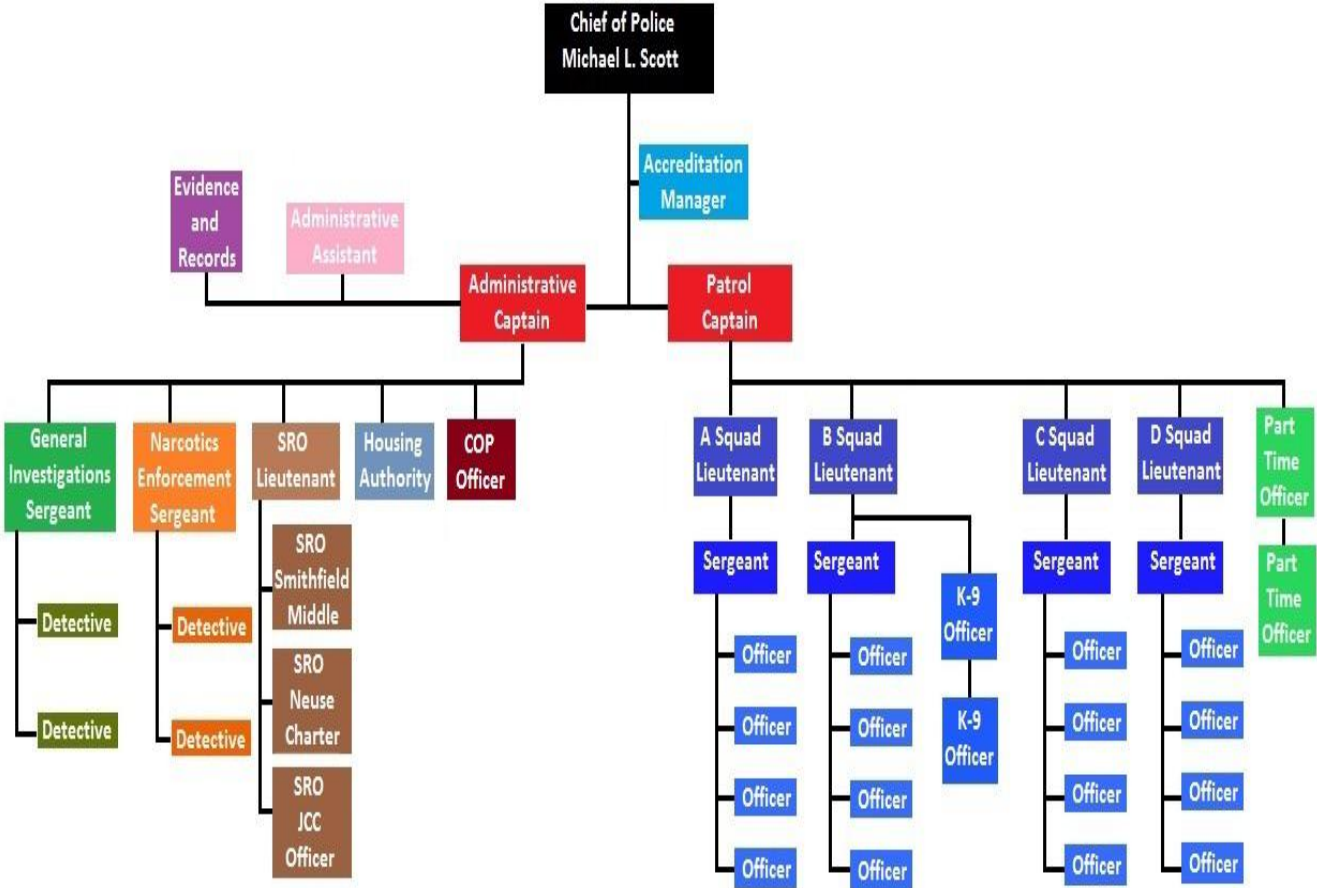 Chief of Police
Michael L. Scott
Accreditation
Manager
Evidence
and
Records
Administrative
Assistant
Administrative
Captain
Patrol
Captain
General
Investigations
Sergeant
Narcotics
Enforcement
Sergeant
SRO
Lieutenant
Housing
Authority
COP
Officer
A Squad
Lieutenant
B Squad
Lieutenant
C Squad
Lieutenant
D Squad
Lieutenant
Part
Time
Officer
Detective
Detective
Detective
Detective
SRO
Smithfield
Middle
SRO
Neuse
Charter
SRO
JCC
Officer
Sergeant
Officer
Officer
Officer
Officer
Sergeant
Officer
Officer
Officer
Officer
K-9
Officer
K-9
Officer
Sergeant
Officer
Officer
Officer
Officer
Sergeant
Officer
Officer
Officer
Officer
Part
Time
Officer